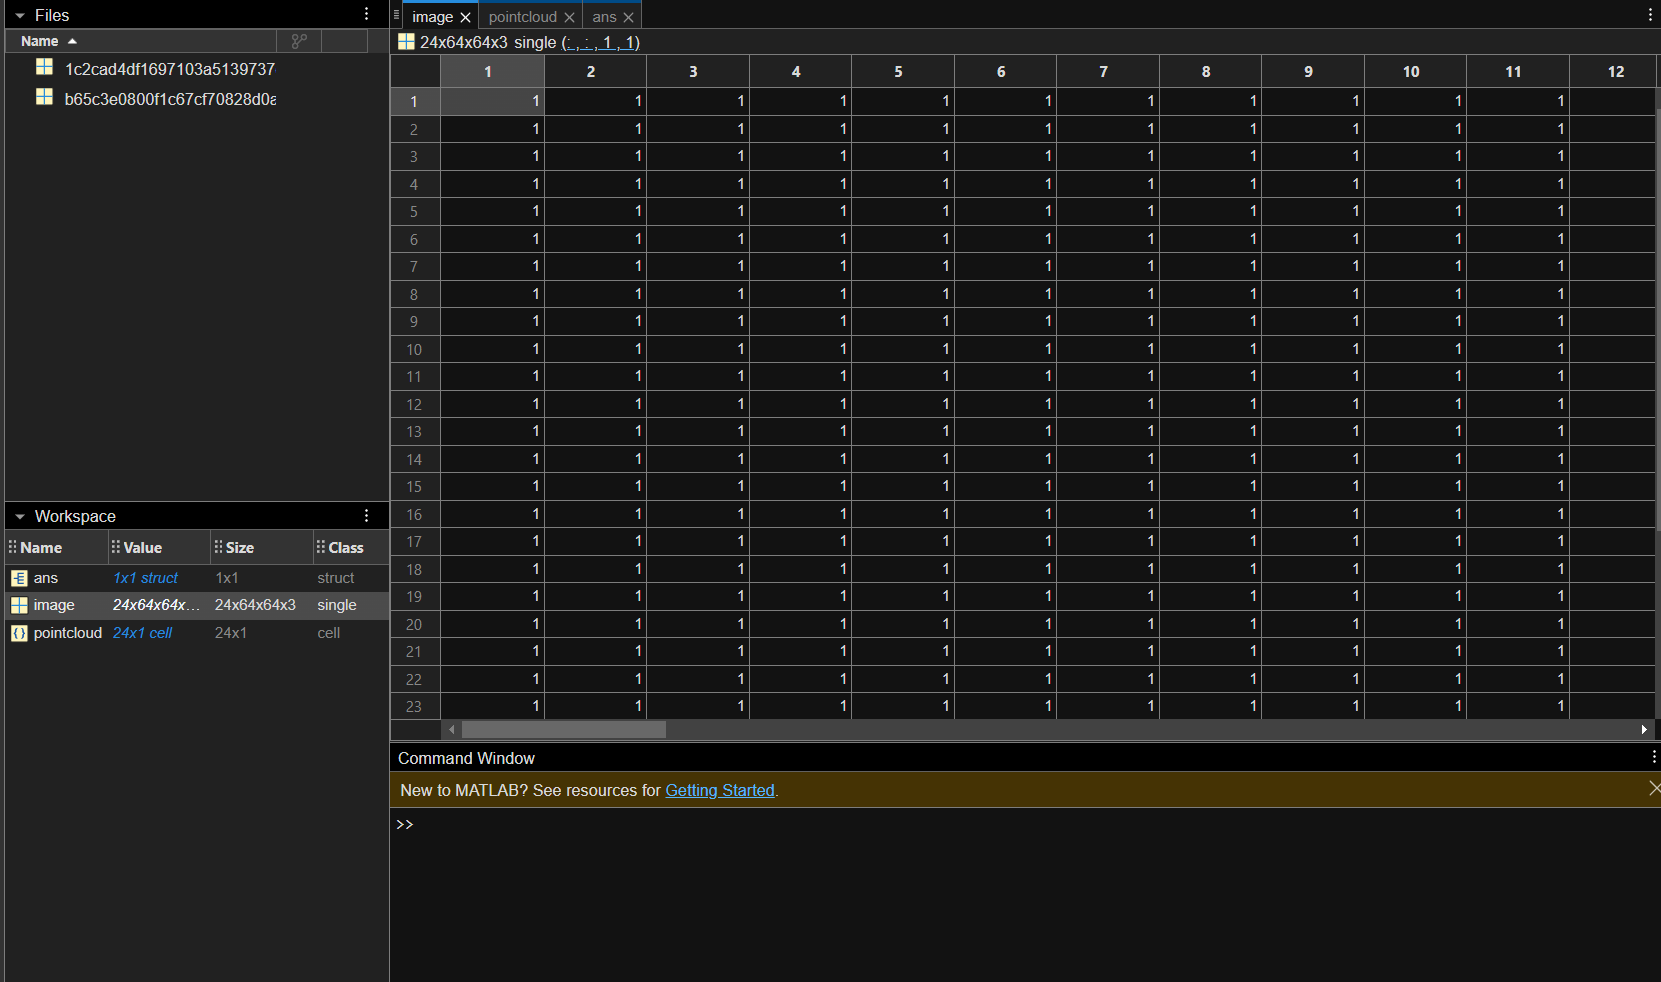 Files
Name
1c2cad4df1697103a5139737
b65c3e0800f1c67cf70828d0a
Workspace
Name Value Size Class
ans 1x1 struct 1x1 struct
image 24x64x64x... 24x64x64x3 single
pointcloud 24x1 cell 24x1 cell
image pointcloud ans
24x64x64x3 single (: , : , 1 , 1)
1 2 3 4 5 6 7 8 9 10 11 12
1 1 1 1 1 1 1 1 1 1 1 1
2 1 1 1 1 1 1 1 1 1 1 1
3 1 1 1 1 1 1 1 1 1 1 1
4 1 1 1 1 1 1 1 1 1 1 1
5 1 1 1 1 1 1 1 1 1 1 1
6 1 1 1 1 1 1 1 1 1 1 1
7 1 1 1 1 1 1 1 1 1 1 1
8 1 1 1 1 1 1 1 1 1 1 1
9 1 1 1 1 1 1 1 1 1 1 1
10 1 1 1 1 1 1 1 1 1 1 1
11 1 1 1 1 1 1 1 1 1 1 1
12 1 1 1 1 1 1 1 1 1 1 1
13 1 1 1 1 1 1 1 1 1 1 1
14 1 1 1 1 1 1 1 1 1 1 1
15 1 1 1 1 1 1 1 1 1 1 1
16 1 1 1 1 1 1 1 1 1 1 1
17 1 1 1 1 1 1 1 1 1 1 1
18 1 1 1 1 1 1 1 1 1 1 1
19 1 1 1 1 1 1 1 1 1 1 1
20 1 1 1 1 1 1 1 1 1 1 1
21 1 1 1 1 1 1 1 1 1 1 1
22 1 1 1 1 1 1 1 1 1 1 1
23 1 1 1 1 1 1 1 1 1 1 1
Command Window
New to MATLAB? See resources for Getting Started.
>>